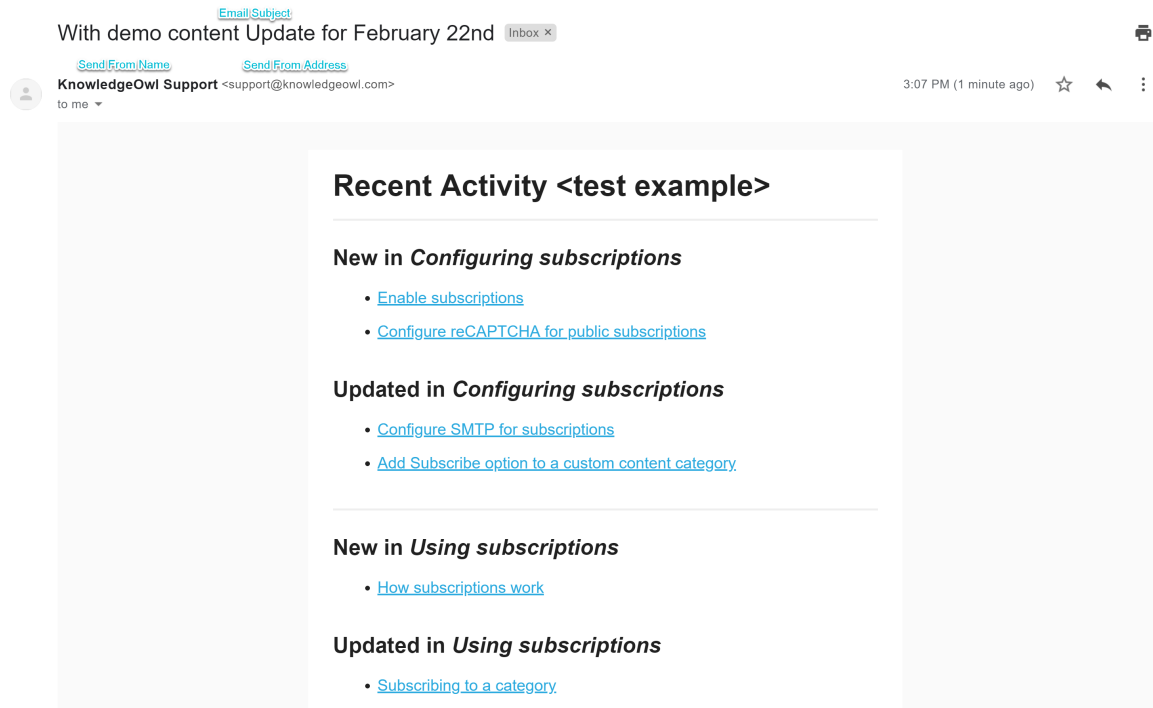 Email Subject
With demo content Update for February 22nd Inbox ×
Send From Name Send From Address
KnowledgeOwl Support <support@knowledgeowl.com> 3:07 PM (1 minute ago)
to me
Recent Activity <test example>
New in Configuring subscriptions
• Enable subscriptions
• Configure reCAPTCHA for public subscriptions
Updated in Configuring subscriptions
• Configure SMTP for subscriptions
• Add Subscribe option to a custom content category
New in Using subscriptions
• How subscriptions work
Updated in Using subscriptions
• Subscribing to a category